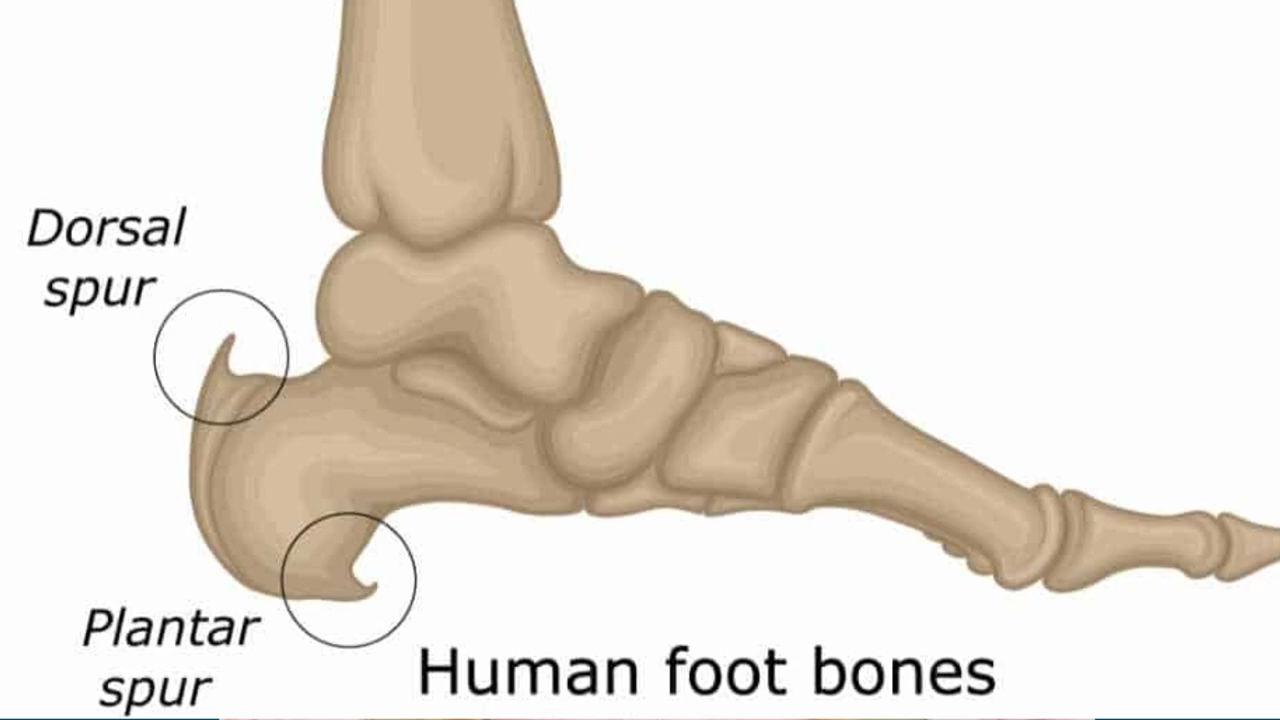 Dorsal
spur
Plantar
spur
Human foot bones